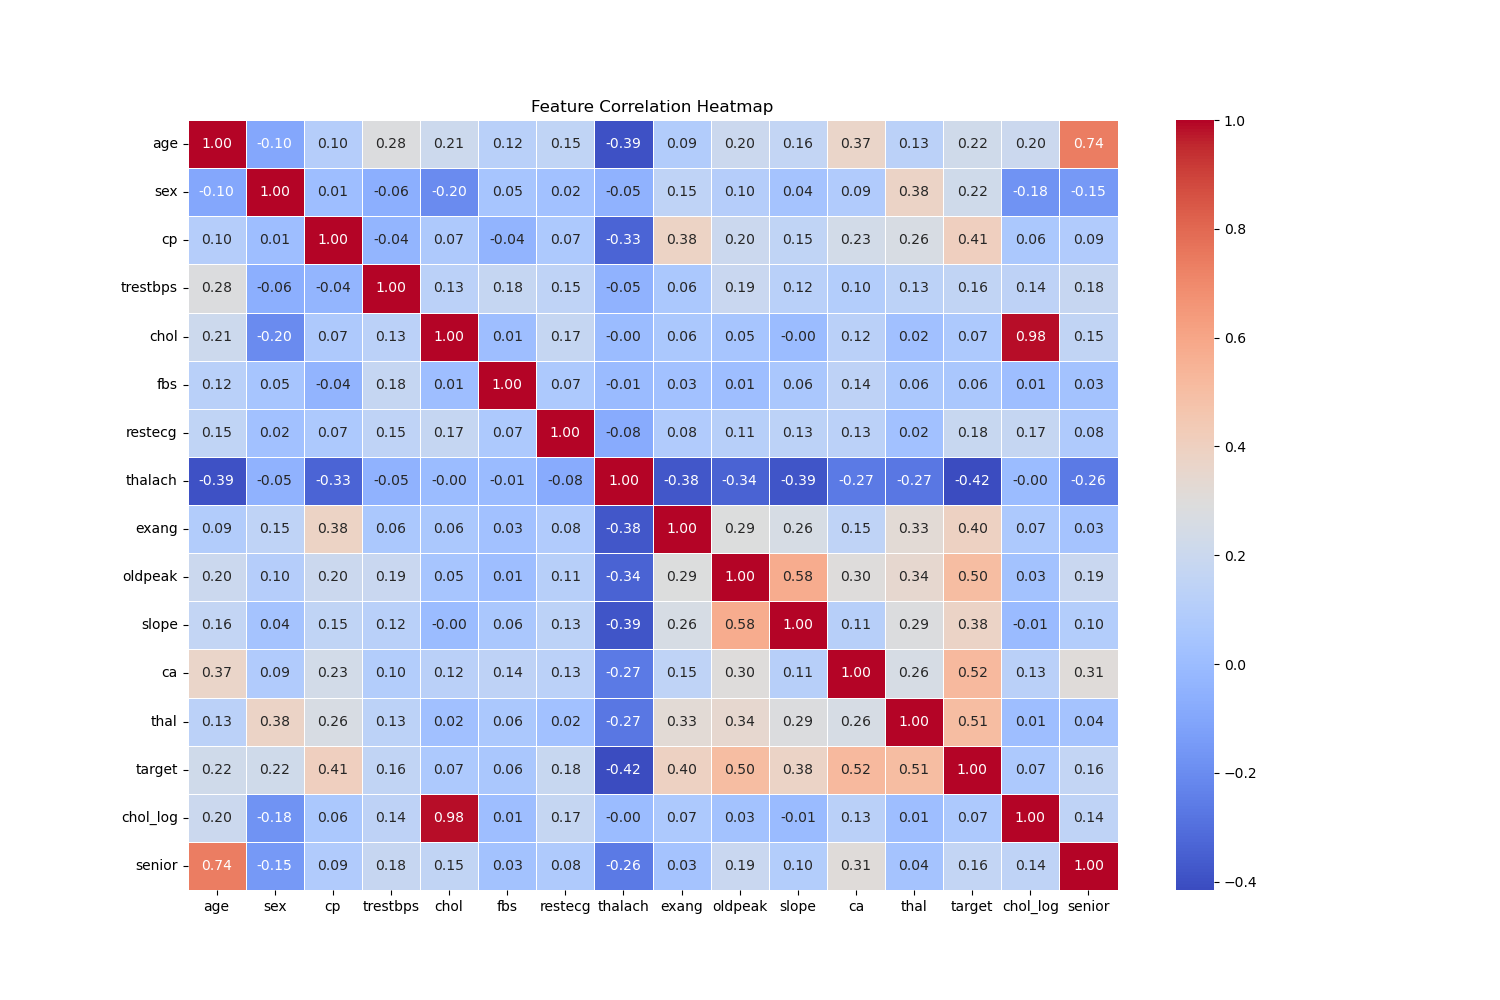 Feature Correlation Heatmap
age 1.00 -0.10 0.10 0.28 0.21 0.12 0.15 -0.39 0.09 0.20 0.16 0.37 0.13 0.22 0.20 0.74
sex -0.10 1.00 0.01 -0.06 -0.20 0.05 0.02 -0.05 0.15 0.10 0.04 0.09 0.38 0.22 -0.18 -0.15
cp 0.10 0.01 1.00 -0.04 0.07 -0.04 0.07 -0.33 0.38 0.20 0.15 0.23 0.26 0.41 0.06 0.09
trestbps 0.28 -0.06 -0.04 1.00 0.13 0.18 0.15 -0.05 0.06 0.19 0.12 0.10 0.13 0.16 0.14 0.18
chol 0.21 -0.20 0.07 0.13 1.00 0.01 0.17 -0.00 0.06 0.05 -0.00 0.12 0.02 0.07 0.98 0.15
fbs 0.12 0.05 -0.04 0.18 0.01 1.00 0.07 -0.01 0.03 0.01 0.06 0.14 0.06 0.06 0.01 0.03
restecg 0.15 0.02 0.07 0.15 0.17 0.07 1.00 -0.08 0.08 0.11 0.13 0.13 0.02 0.18 0.17 0.08
thalach -0.39 -0.05 -0.33 -0.05 -0.00 -0.01 -0.08 1.00 -0.38 -0.34 -0.39 -0.27 -0.27 -0.42 -0.00 -0.26
exang 0.09 0.15 0.38 0.06 0.06 0.03 0.08 -0.38 1.00 0.29 0.26 0.15 0.33 0.40 0.07 0.03
oldpeak 0.20 0.10 0.20 0.19 0.05 0.01 0.11 -0.34 0.29 1.00 0.58 0.30 0.34 0.50 0.03 0.19
slope 0.16 0.04 0.15 0.12 -0.00 0.06 0.13 -0.39 0.26 0.58 1.00 0.11 0.29 0.38 -0.01 0.10
ca 0.37 0.09 0.23 0.10 0.12 0.14 0.13 -0.27 0.15 0.30 0.11 1.00 0.26 0.52 0.13 0.31
thal 0.13 0.38 0.26 0.13 0.02 0.06 0.02 -0.27 0.33 0.34 0.29 0.26 1.00 0.51 0.01 0.04
target 0.22 0.22 0.41 0.16 0.07 0.06 0.18 -0.42 0.40 0.50 0.38 0.52 0.51 1.00 0.07 0.16
chol_log 0.20 -0.18 0.06 0.14 0.98 0.01 0.17 -0.00 0.07 0.03 -0.01 0.13 0.01 0.07 1.00 0.14
senior 0.74 -0.15 0.09 0.18 0.15 0.03 0.08 -0.26 0.03 0.19 0.10 0.31 0.04 0.16 0.14 1.00
age sex cp trestbps chol fbs restecg thalach exang oldpeak slope ca thal target chol_log senior
1.0
0.8
0.6
0.4
0.2
0.0
−0.2
−0.4